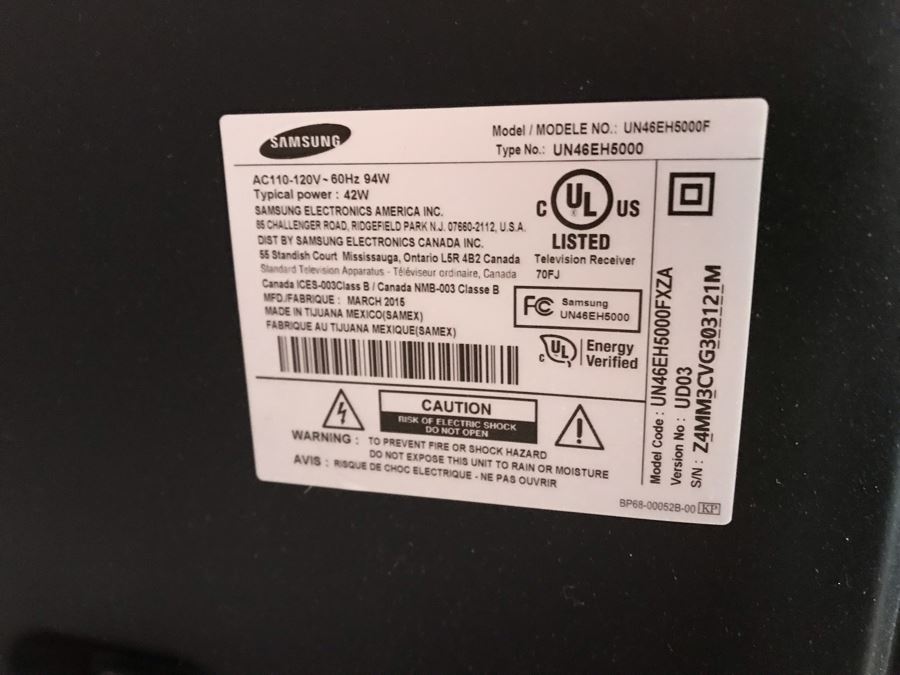 SAMSUNG
Model / MODELE NO.: UN46EH5000F
Type No.: UN46EH5000
AC110-120V~ 60Hz 94W
Typical power : 42W
SAMSUNG ELECTRONICS AMERICA INC.
85 CHALLENGER ROAD, RIDGEFIELD PARK N.J. 07660-2112, U.S.A.
DIST BY SAMSUNG ELECTRONICS CANADA INC.
55 Standish Court Mississauga, Ontario L5R 4B2 Canada
Standard Television Apparatus - Téléviseur ordinaire, Canada
Canada ICES-003Class B / Canada NMB-003 Classe B
MFD./FABRIQUE : MARCH 2015
MADE IN TIJUANA MEXICO(SAMEX)
FABRIQUE AU TIJUANA MEXIQUE(SAMEX)
C UL US
LISTED
Television Receiver
70FJ
FC Samsung
UN46EH5000
C UL Energy
Verified
CAUTION
RISK OF ELECTRIC SHOCK
DO NOT OPEN
WARNING : TO PREVENT FIRE OR SHOCK HAZARD
DO NOT EXPOSE THIS UNIT TO RAIN OR MOISTURE
AVIS : RISQUE DE CHOC ELECTRIQUE - NE PAS OUVRIR
Model Code : UN46EH5000FXZA
Version No : UD03
S/N : Z4MM3CVG303121M
BP68-00052B-00 KP